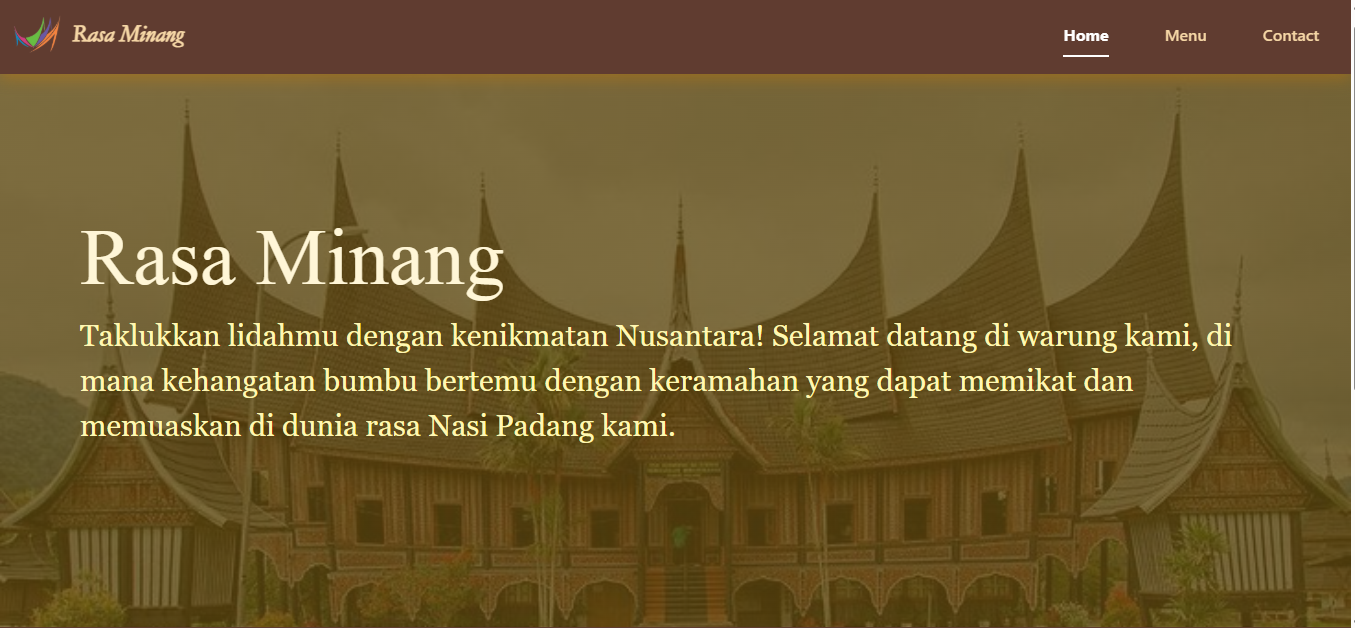 Rasa Minang
Home Menu Contact
Rasa Minang
Taklukkan lidahmu dengan kenikmatan Nusantara! Selamat datang di warung kami, di
mana kehangatan bumbu bertemu dengan keramahan yang dapat memikat dan
memuaskan di dunia rasa Nasi Padang kami.